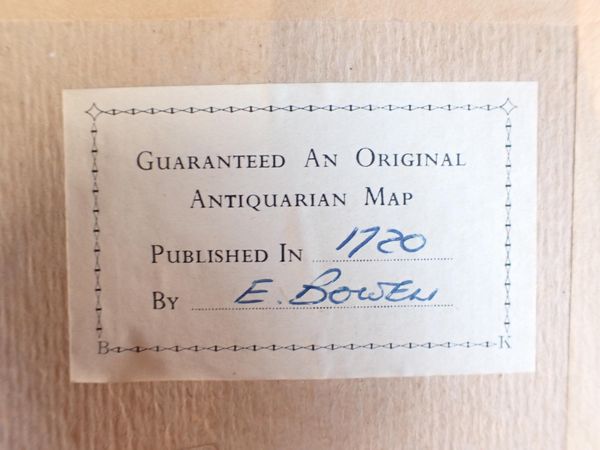 Guaranteed An Original
Antiquarian Map
Published In 1720
By E. Bowen
B K